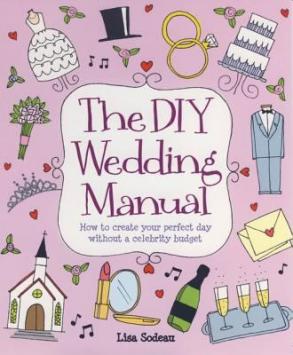 The DIY
Wedding
Manual
How to create your perfect day
without a celebrity budget
Lisa Sodeau